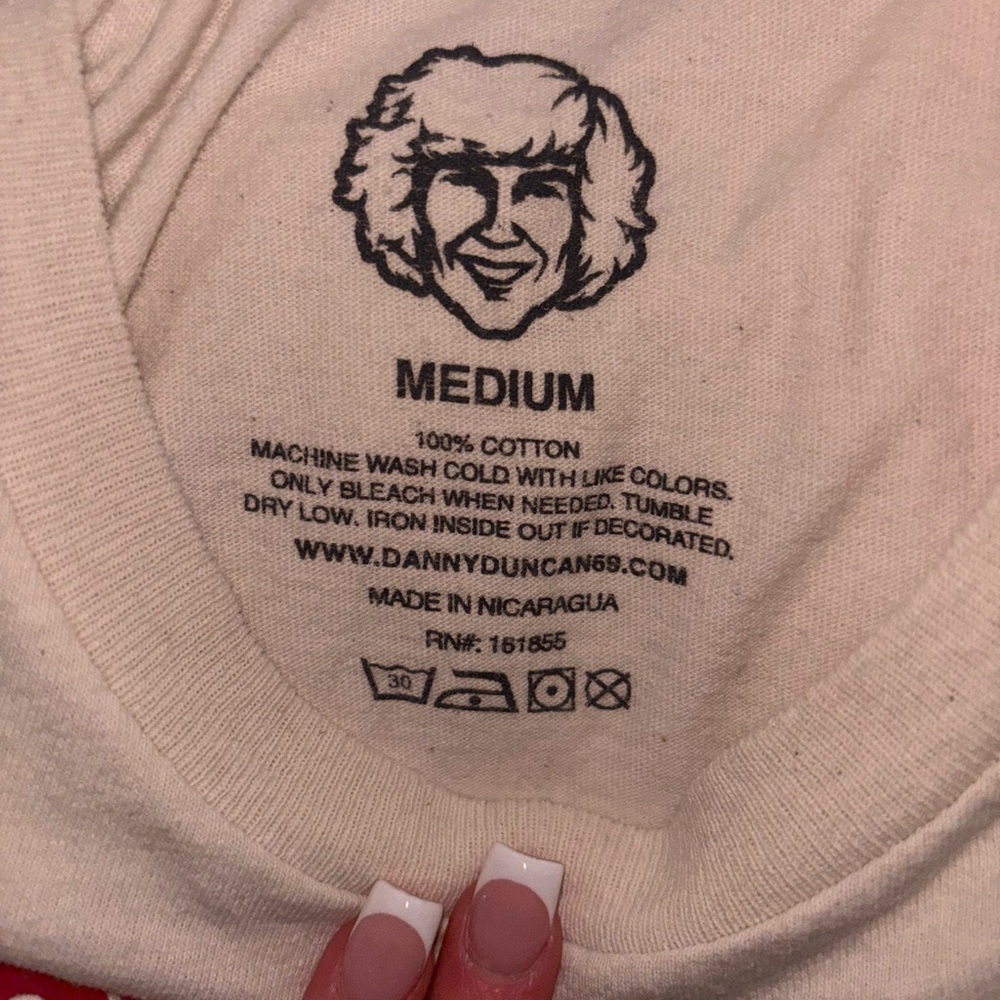 MEDIUM
100% COTTON
MACHINE WASH COLD WITH LIKE COLORS.
ONLY BLEACH WHEN NEEDED. TUMBLE
DRY LOW. IRON INSIDE OUT IF DECORATED.
WWW.DANNYDUNCAN69.COM
MADE IN NICARAGUA
RN#: 161855
30